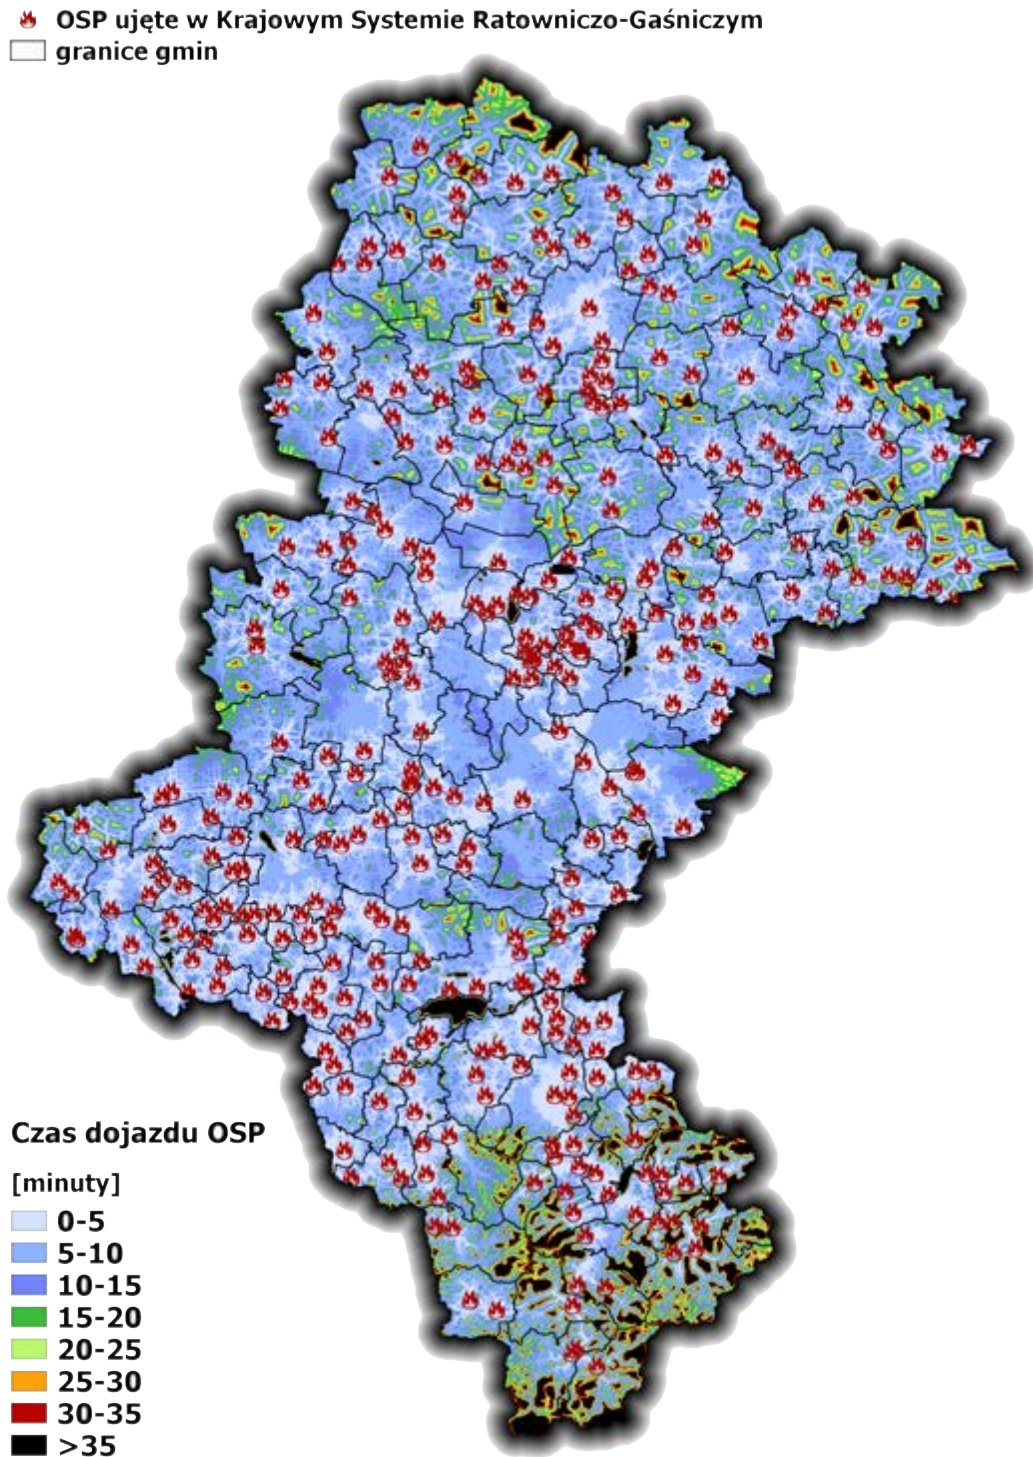 OSP ujęte w Krajowym Systemie Ratowniczo-Gaśniczym
granice gmin
Czas dojazdu OSP
[minuty]
0-5
5-10
10-15
15-20
20-25
25-30
30-35
>35